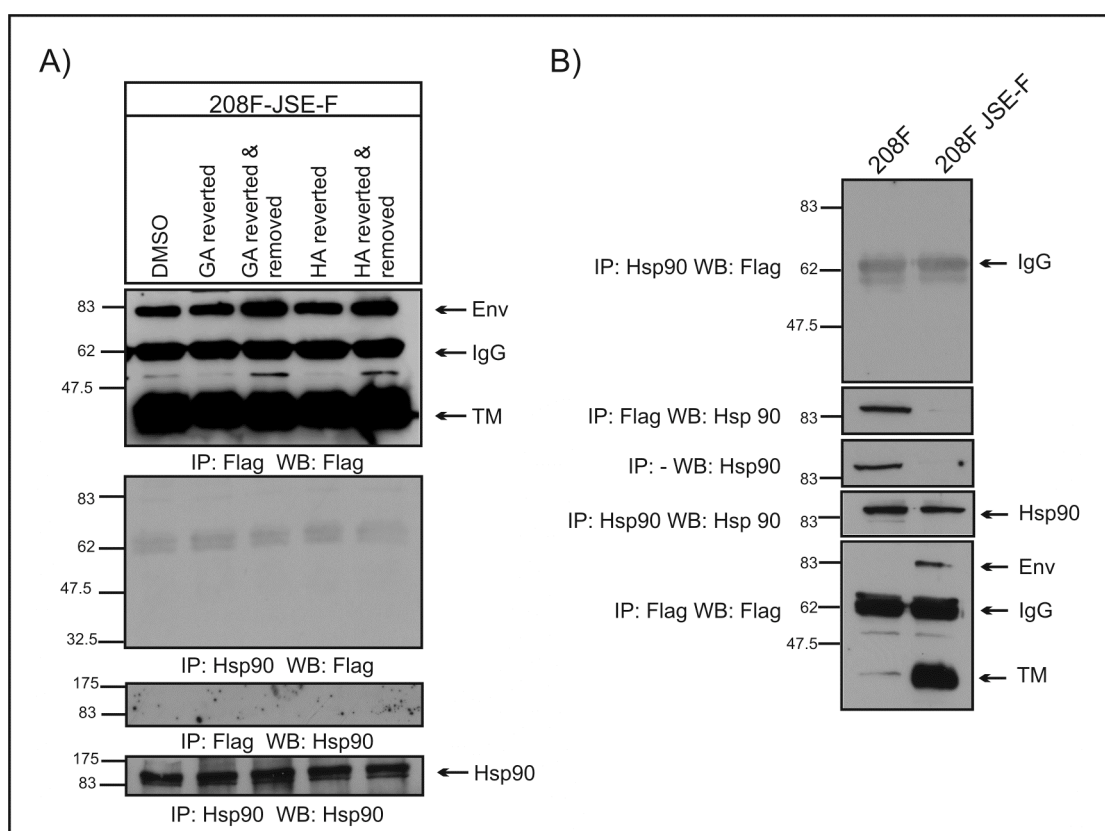 A)
208F-JSE-F
DMSO
GA reverted
GA reverted &
removed
HA reverted
HA reverted &
removed
83
Env
62
IgG
47.5
TM
IP: Flag WB: Flag
83
62
47.5
32.5
IP: Hsp90 WB: Flag
175
83
IP: Flag WB: Hsp90
175
83
Hsp90
IP: Hsp90 WB: Hsp90
B)
208F
208F JSE-F
83
IP: Hsp90 WB: Flag
62
IgG
47.5
IP: Flag WB: Hsp 90
83
IP: - WB: Hsp90
83
IP: Hsp90 WB: Hsp 90
83
Hsp90
83
Env
IP: Flag WB: Flag
62
IgG
47.5
TM